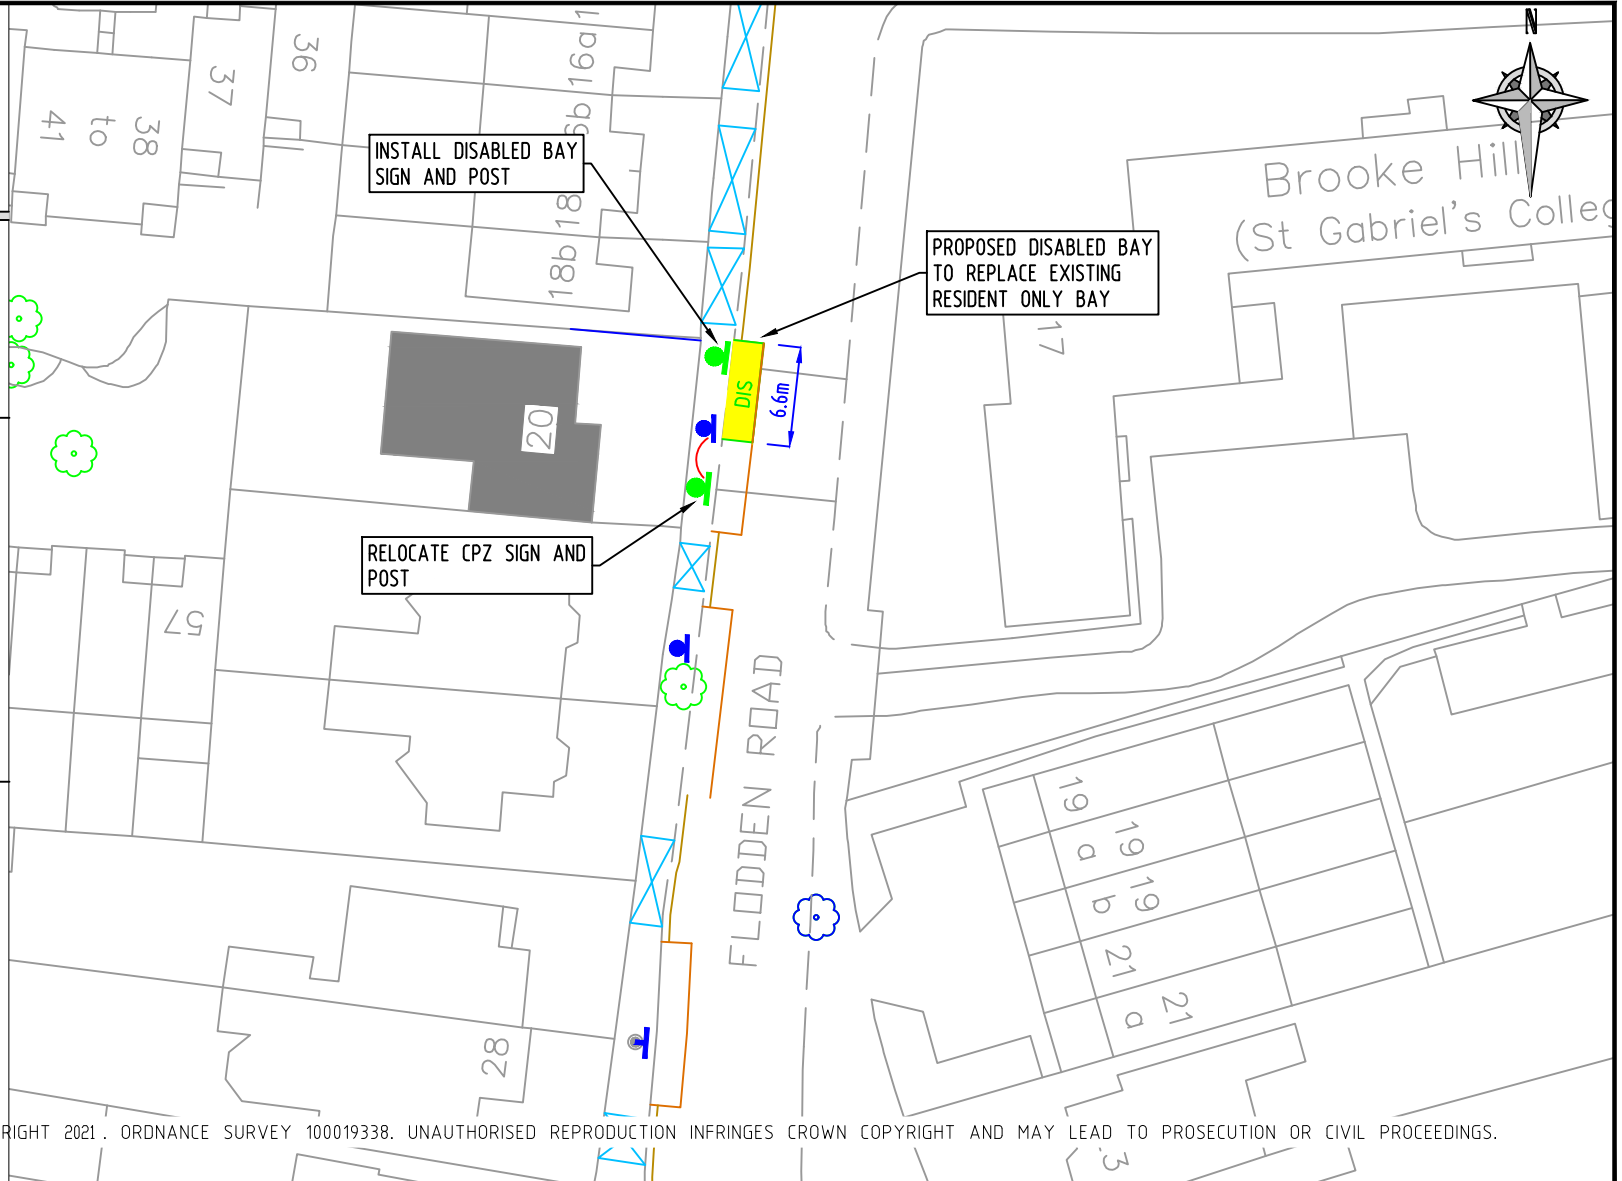 N
36
37
38
to
41
16a
6b
18
18b
INSTALL DISABLED BAY
SIGN AND POST
Brooke Hill
(St Gabriel's Colleg
PROPOSED DISABLED BAY
TO REPLACE EXISTING
RESIDENT ONLY BAY
17
DIS
6.6m
20
RELOCATE CPZ SIGN AND
POST
57
FLODDEN ROAD
19
19
a
19
b
21
21
a
28
RIGHT 2021. ORDNANCE SURVEY 100019338. UNAUTHORISED REPRODUCTION INFRINGES CROWN COPYRIGHT AND MAY LEAD TO PROSECUTION OR CIVIL PROCEEDINGS.